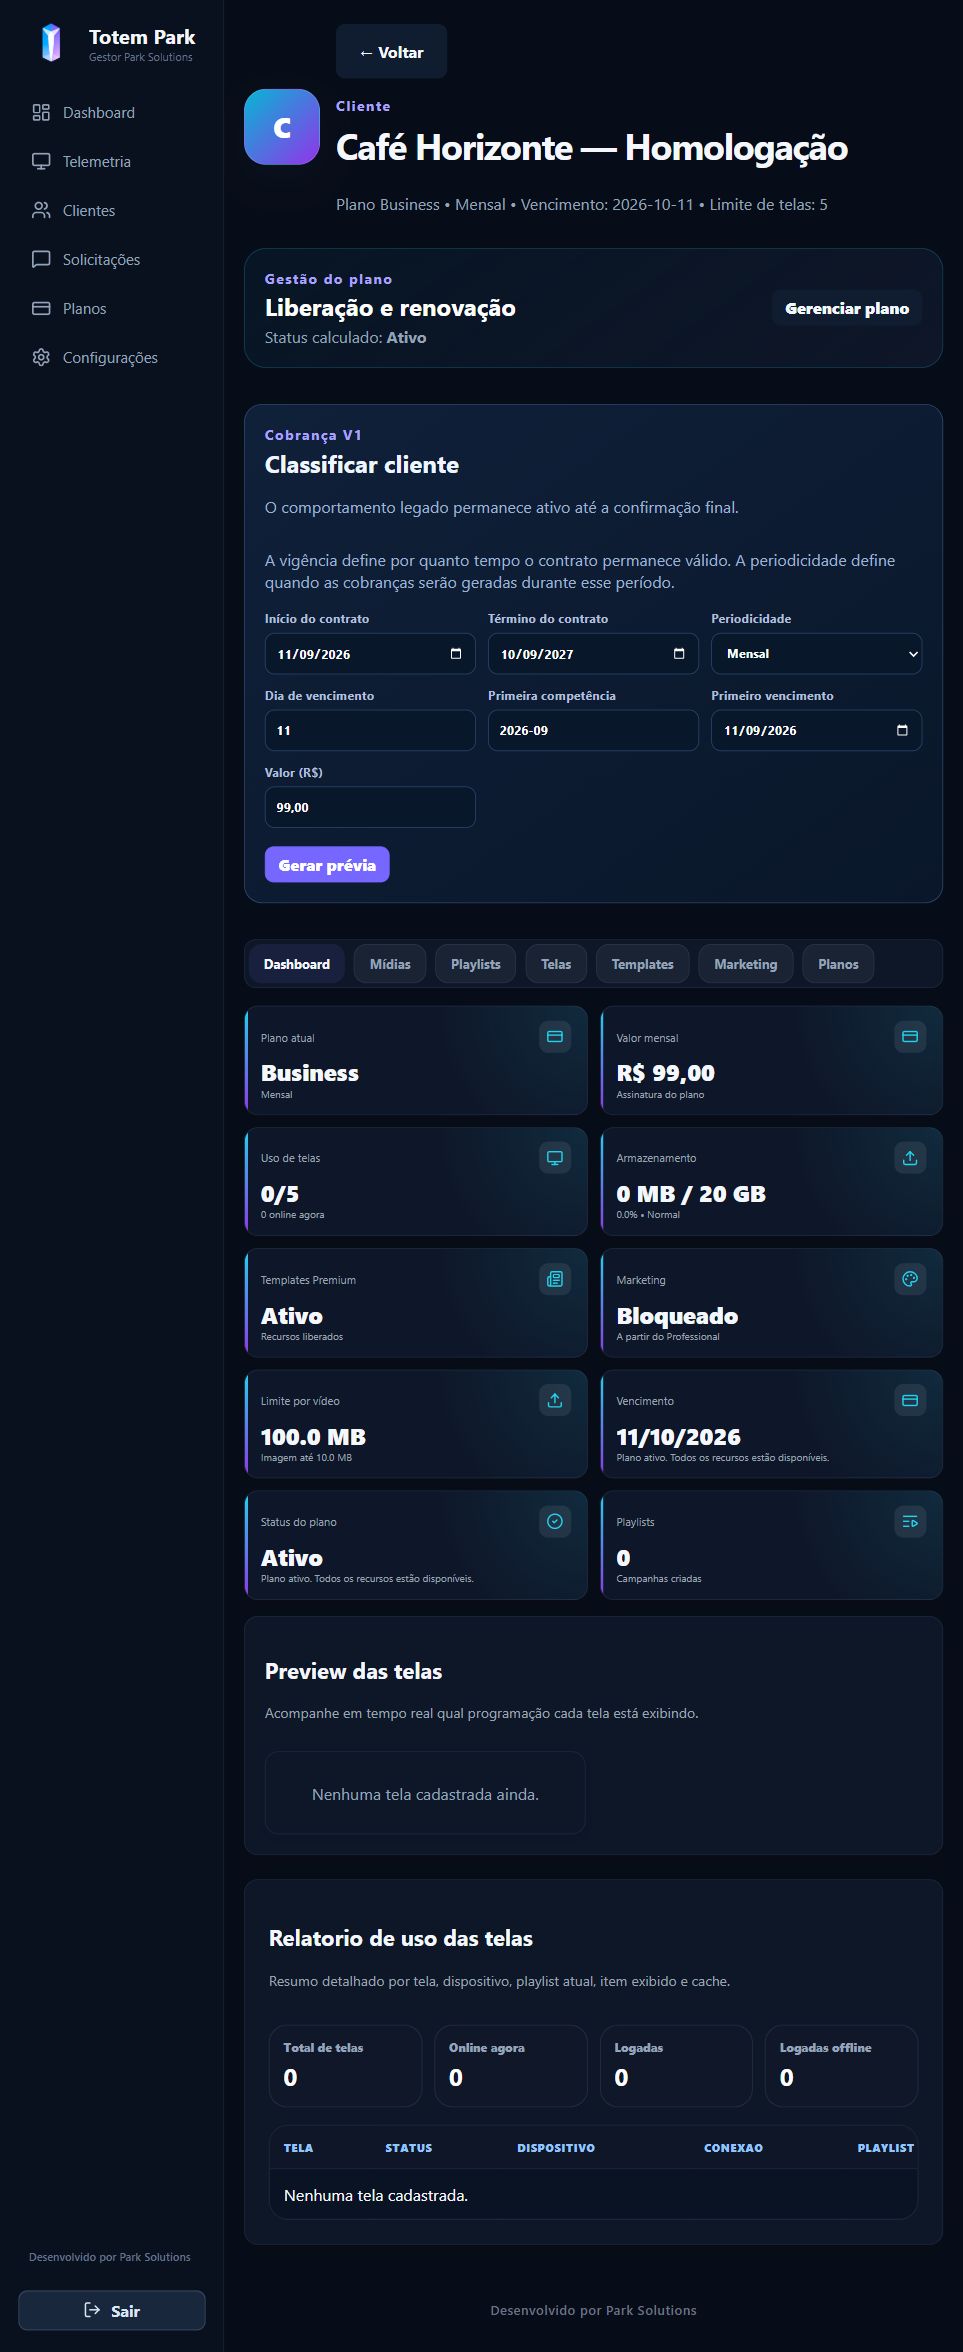 Totem Park
Gestor Park Solutions
Dashboard
Telemetria
Clientes
Solicitações
Planos
Configurações
Desenvolvido por Park Solutions
Sair
← Voltar
C
Cliente
Café Horizonte — Homologação
Plano Business • Mensal • Vencimento: 2026-10-11 • Limite de telas: 5
Gestão do plano
Liberação e renovação
Status calculado: Ativo
Gerenciar plano
Cobrança V1
Classificar cliente
O comportamento legado permanece ativo até a confirmação final.
A vigência define por quanto tempo o contrato permanece válido. A periodicidade define
quando as cobranças serão geradas durante esse período.
Início do contrato
Término do contrato
Periodicidade
11/09/2026
10/09/2027
Mensal
Dia de vencimento
Primeira competência
Primeiro vencimento
11
2026-09
11/09/2026
Valor (R$)
99,00
Gerar prévia
Dashboard
Mídias
Playlists
Telas
Templates
Marketing
Planos
Plano atual
Business
Mensal
Valor mensal
R$ 99,00
Assinatura do plano
Uso de telas
0/5
0 online agora
Armazenamento
0 MB / 20 GB
0.0% • Normal
Templates Premium
Ativo
Recursos liberados
Marketing
Bloqueado
A partir do Professional
Limite por vídeo
100.0 MB
Imagem até 10.0 MB
Vencimento
11/10/2026
Plano ativo. Todos os recursos estão disponíveis.
Status do plano
Ativo
Plano ativo. Todos os recursos estão disponíveis.
Playlists
0
Campanhas criadas
Preview das telas
Acompanhe em tempo real qual programação cada tela está exibindo.
Nenhuma tela cadastrada ainda.
Relatorio de uso das telas
Resumo detalhado por tela, dispositivo, playlist atual, item exibido e cache.
Total de telas
0
Online agora
0
Logadas
0
Logadas offline
0
TELA STATUS DISPOSITIVO CONEXAO PLAYLIST
Nenhuma tela cadastrada.
Desenvolvido por Park Solutions